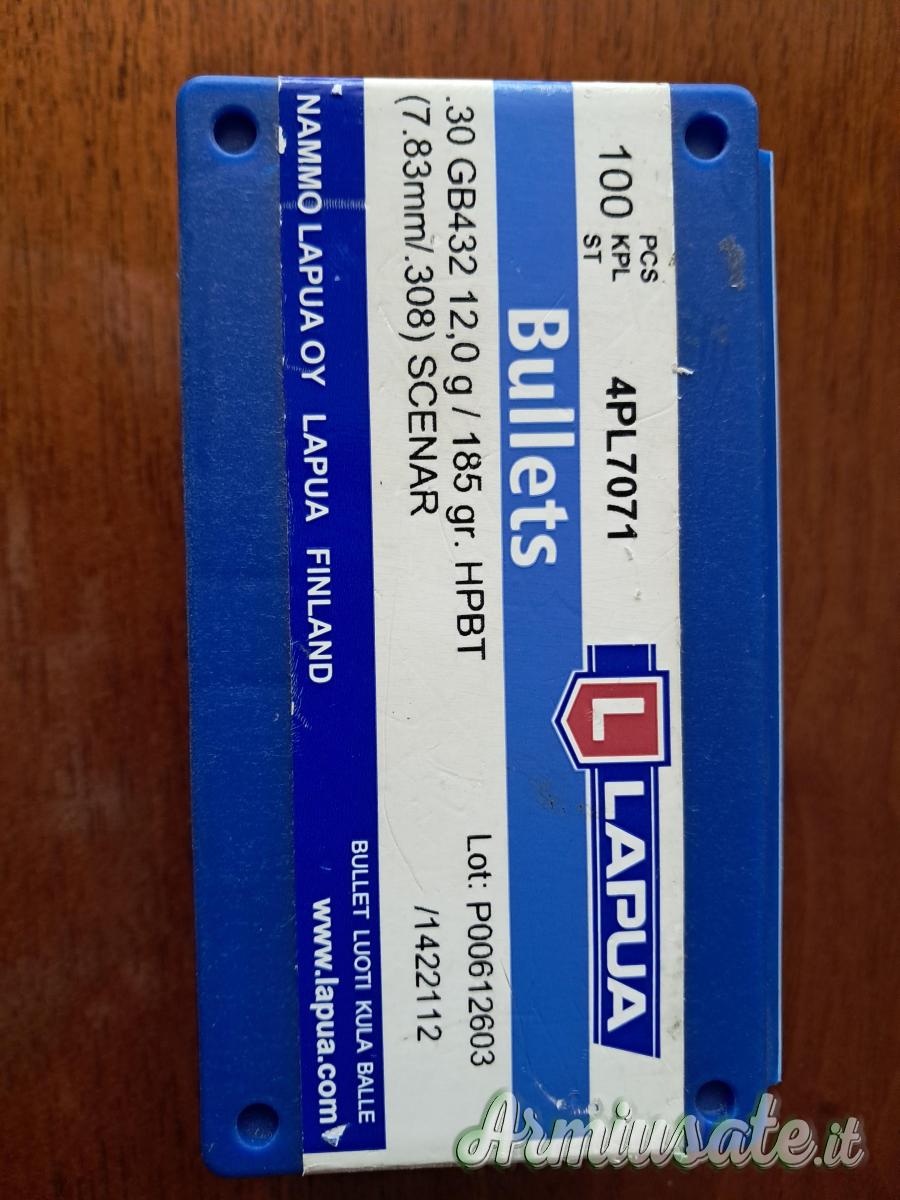 100 PCS
KPL
ST
4PL7071
L LAPUA
Bullets
.30 GB432 12,0 g / 185 gr. HPBT
(7.83mm/.308) SCENAR
Lot: P00612603
/1422112
BULLET LUOTI KULA BALLE
NAMMO LAPUA OY LAPUA FINLAND
www.lapua.com
Armiusate.it